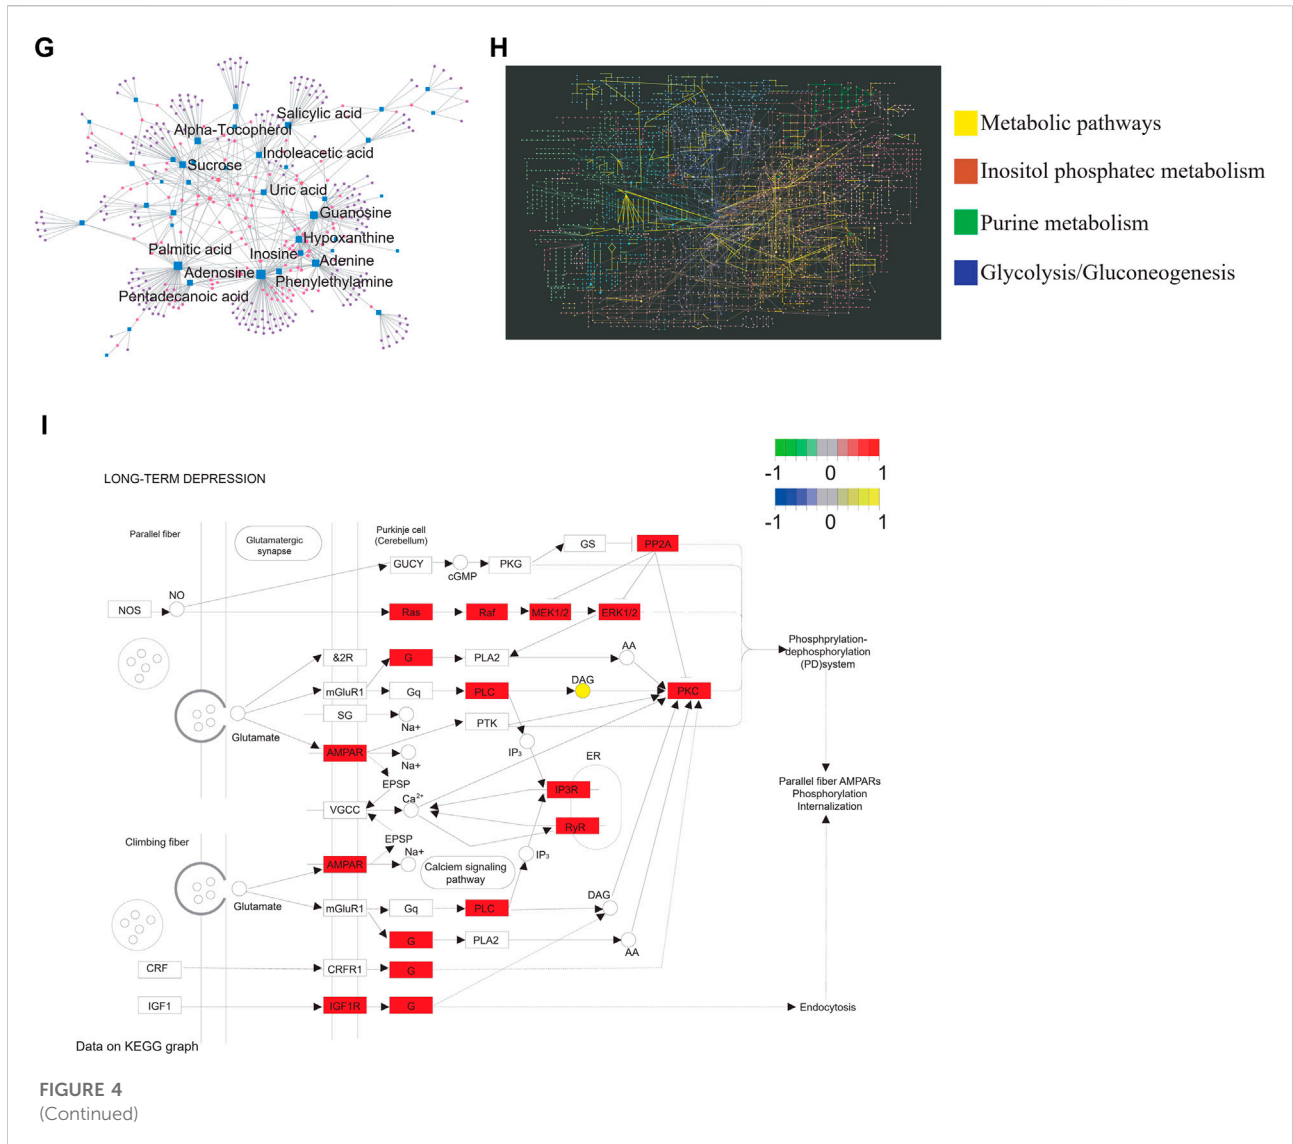 G
H
Salicylic acid
Alpha-Tocopherol
Indoleacetic acid
Sucrose
Uric acid
Guanosine
Hypoxanthine
Palmitic acid
Inosine
Adenine
Adenosine
Phenylethylamine
Pentadecanoic acid
Metabolic pathways
Inositol phosphatec metabolism
Purine metabolism
Glycolysis/Gluconeogenesis
I
-1 0 1
-1 0 1
LONG-TERM DEPRESSION
Parallel fiber
Glutamatergic
synapse
Purkinje cell
(Cerebellum)
GS
PP2A
GUCY
cGMP
PKG
NO
NOS
Ras
Raf
MEK1/2
ERK1/2
&2R
G
PLA2
AA
Phosphprylation-
dephosphorylation
(PD)system
mGluR1
Gq
PLC
DAG
PKC
SG
Na+
PTK
Glutamate
AMPAR
Na+
IP3
ER
EPSP
IP3R
VGCC
Ca2+
RyR
Parallel fiber AMPARs
Phosphorylation
Internalization
Climbing fiber
EPSP
AMPAR
Na+
Calciem signaling
pathway
IP3
DAG
Glutamate
mGluR1
Gq
PLC
G
PLA2
AA
CRF
CRFR1
G
IGF1
IGF1R
G
Endocytosis
Data on KEGG graph
FIGURE 4
(Continued)